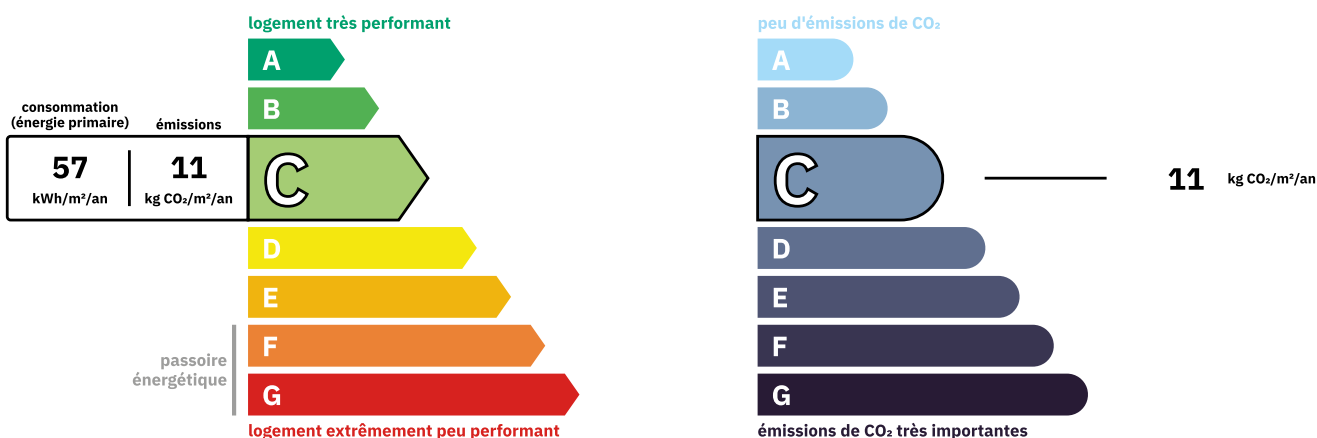 logement très performant
A
B
consommation
(énergie primaire)
émissions
57
kWh/m²/an
11
kg CO₂/m²/an
C
D
E
F
G
passoire
énergétique
logement extrêmement peu performant
peu d'émissions de CO₂
A
B
C
11 kg CO₂/m²/an
D
E
F
G
émissions de CO₂ très importantes